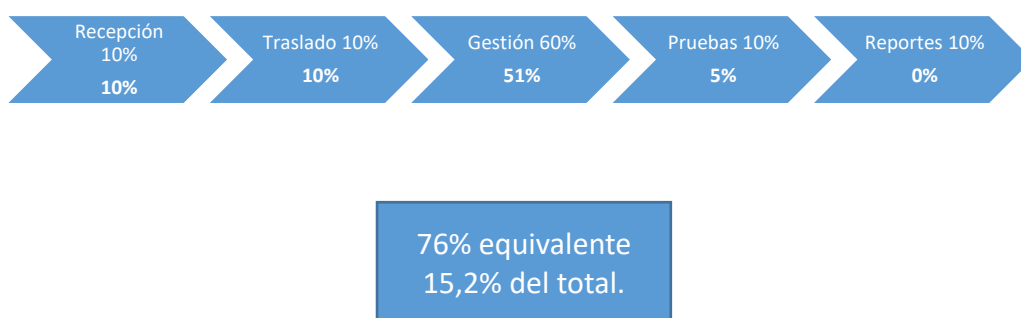 Recepción
10%
10%
Traslado 10%
10%
Gestión 60%
51%
Pruebas 10%
5%
Reportes 10%
0%
76% equivalente
15,2% del total.